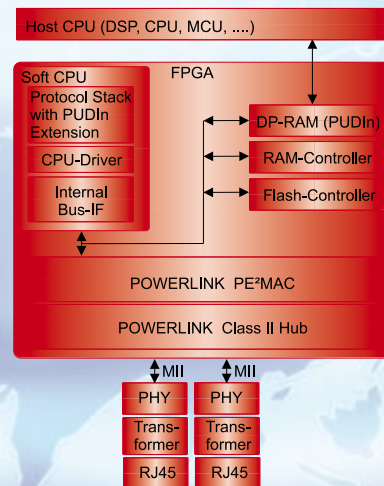 Host CPU (DSP, CPU, MCU, ....)
FPGA
Soft CPU
Protocol Stack
with PUDIn
Extension
CPU-Driver
Internal
Bus-IF
DP-RAM (PUDIn)
RAM-Controller
Flash-Controller
POWERLINK PE²MAC
POWERLINK Class II Hub
MII
MII
PHY
PHY
Trans-
former
Trans-
former
RJ45
RJ45